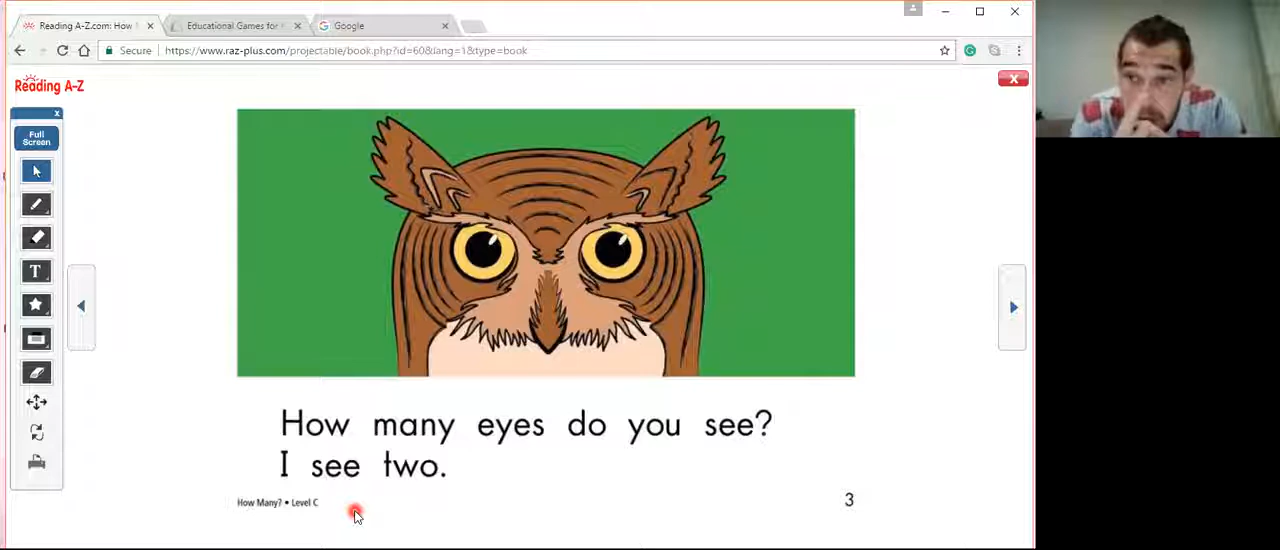 Reading A-Z.com: How
Educational Games for
Google
Secure
https://www.raz-plus.com/projectable/book.php?id=60&lang=1&type=book
Reading A-Z
X
x
Full
Screen
T
How many eyes do you see?
I see two.
How Many? • Level C
3